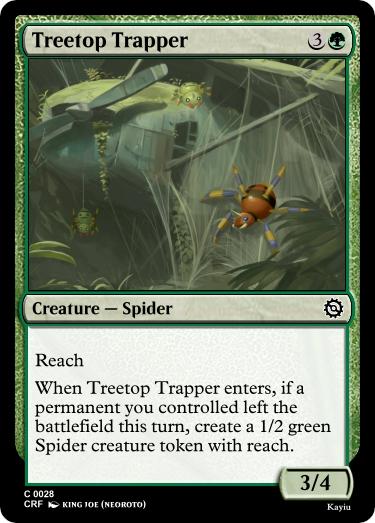 Treetop Trapper 3
Creature — Spider
Reach
When Treetop Trapper enters, if a
permanent you controlled left the
battlefield this turn, create a 1/2 green
Spider creature token with reach.
3/4
C 0028
CRF KING JOE (NEOROTO)
Kayiu